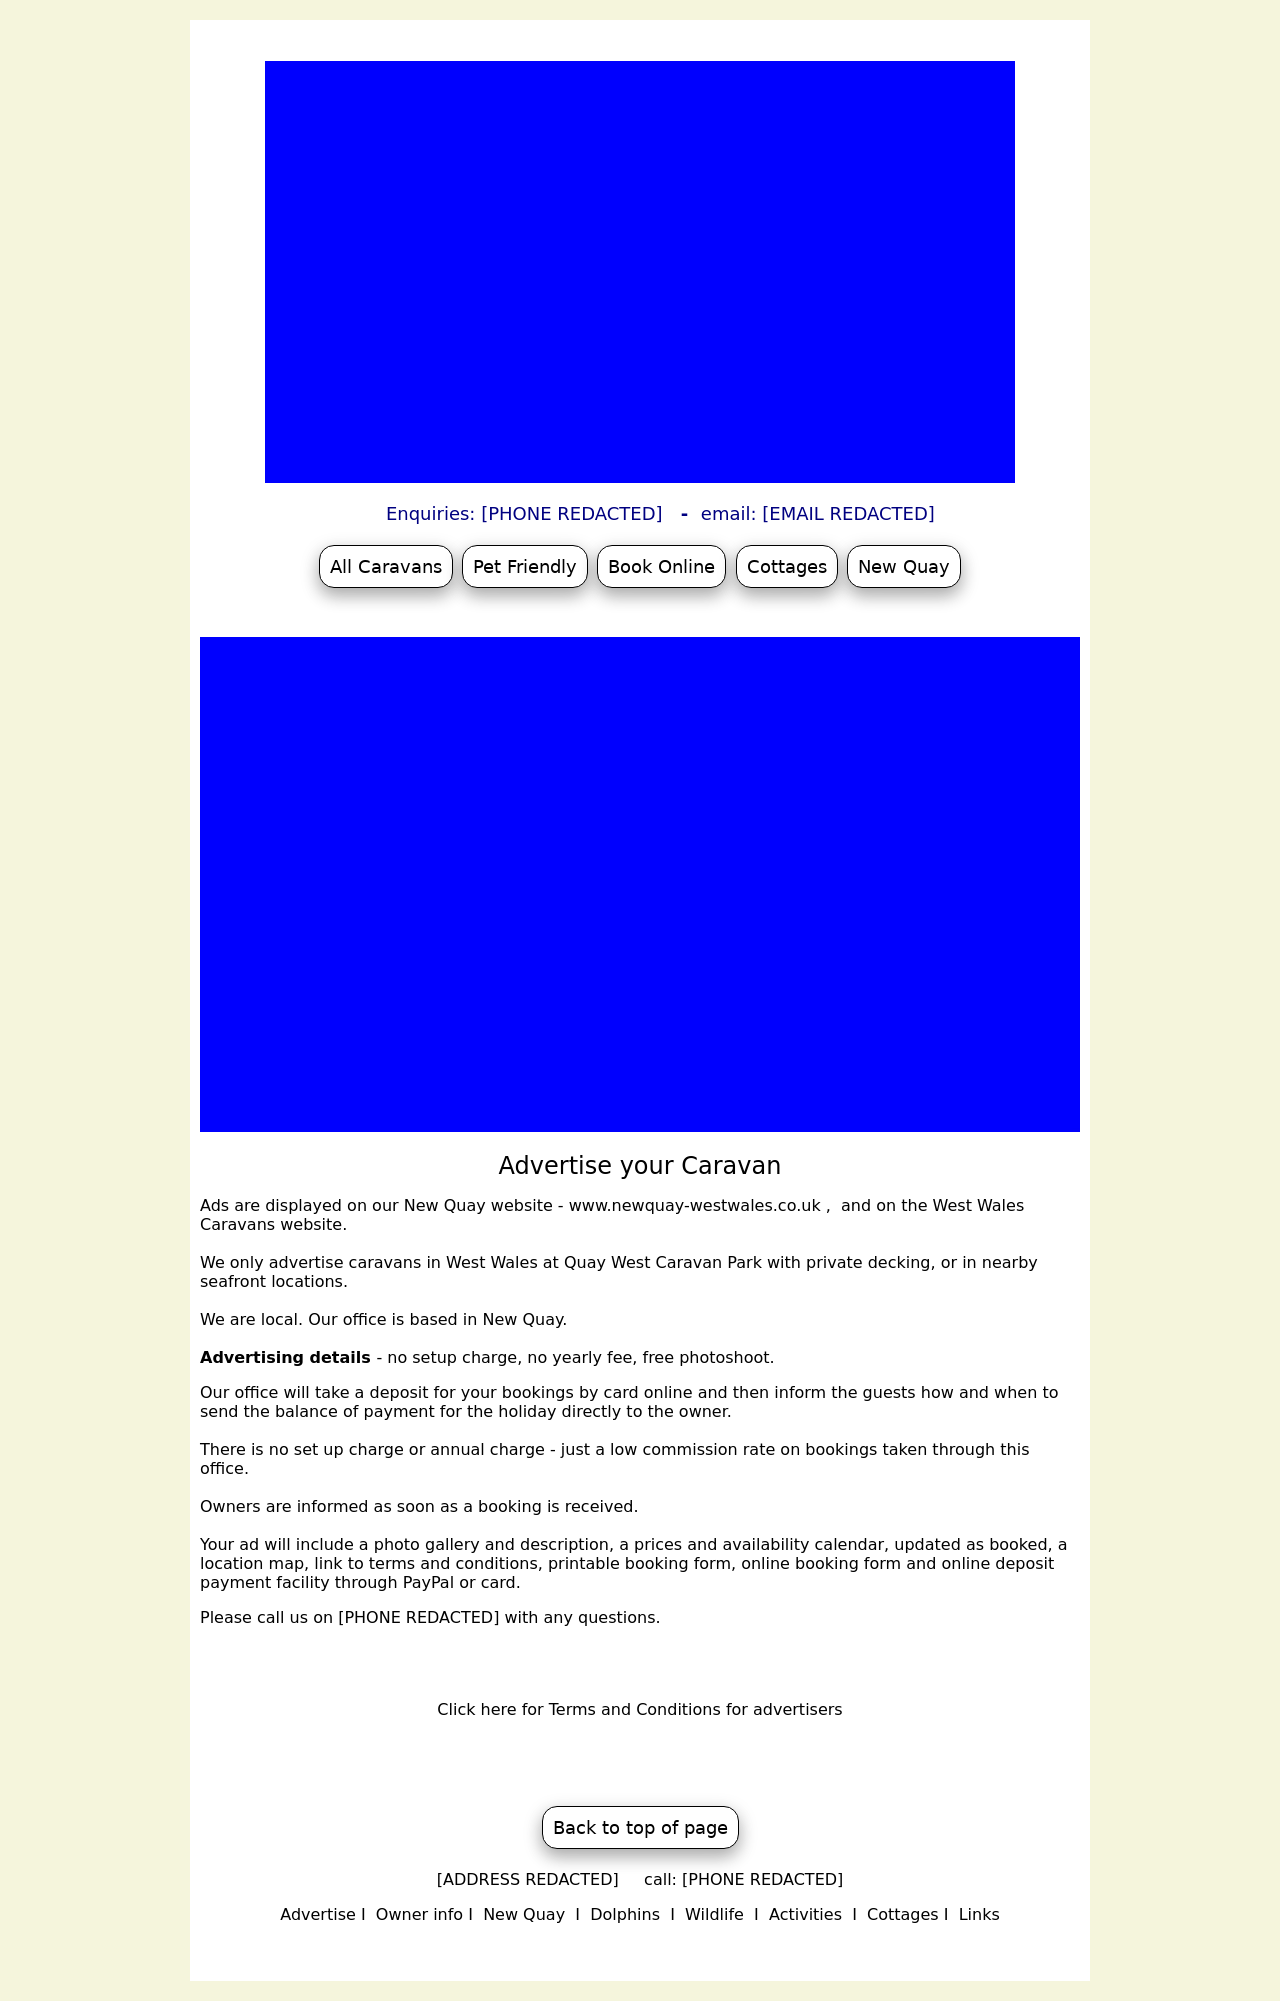 Enquiries: [PHONE REDACTED] - email: [EMAIL REDACTED]
All Caravans Pet Friendly Book Online Cottages New Quay
Advertise your Caravan
Ads are displayed on our New Quay website - www.newquay-westwales.co.uk , and on the West Wales
Caravans website.
We only advertise caravans in West Wales at Quay West Caravan Park with private decking, or in nearby
seafront locations.
We are local. Our office is based in New Quay.
Advertising details - no setup charge, no yearly fee, free photoshoot.
Our office will take a deposit for your bookings by card online and then inform the guests how and when to
send the balance of payment for the holiday directly to the owner.
There is no set up charge or annual charge - just a low commission rate on bookings taken through this
office.
Owners are informed as soon as a booking is received.
Your ad will include a photo gallery and description, a prices and availability calendar, updated as booked, a
location map, link to terms and conditions, printable booking form, online booking form and online deposit
payment facility through PayPal or card.
Please call us on [PHONE REDACTED] with any questions.
Click here for Terms and Conditions for advertisers
Back to top of page
[ADDRESS REDACTED] call: [PHONE REDACTED]
Advertise I Owner info I New Quay I Dolphins I Wildlife I Activities I Cottages I Links